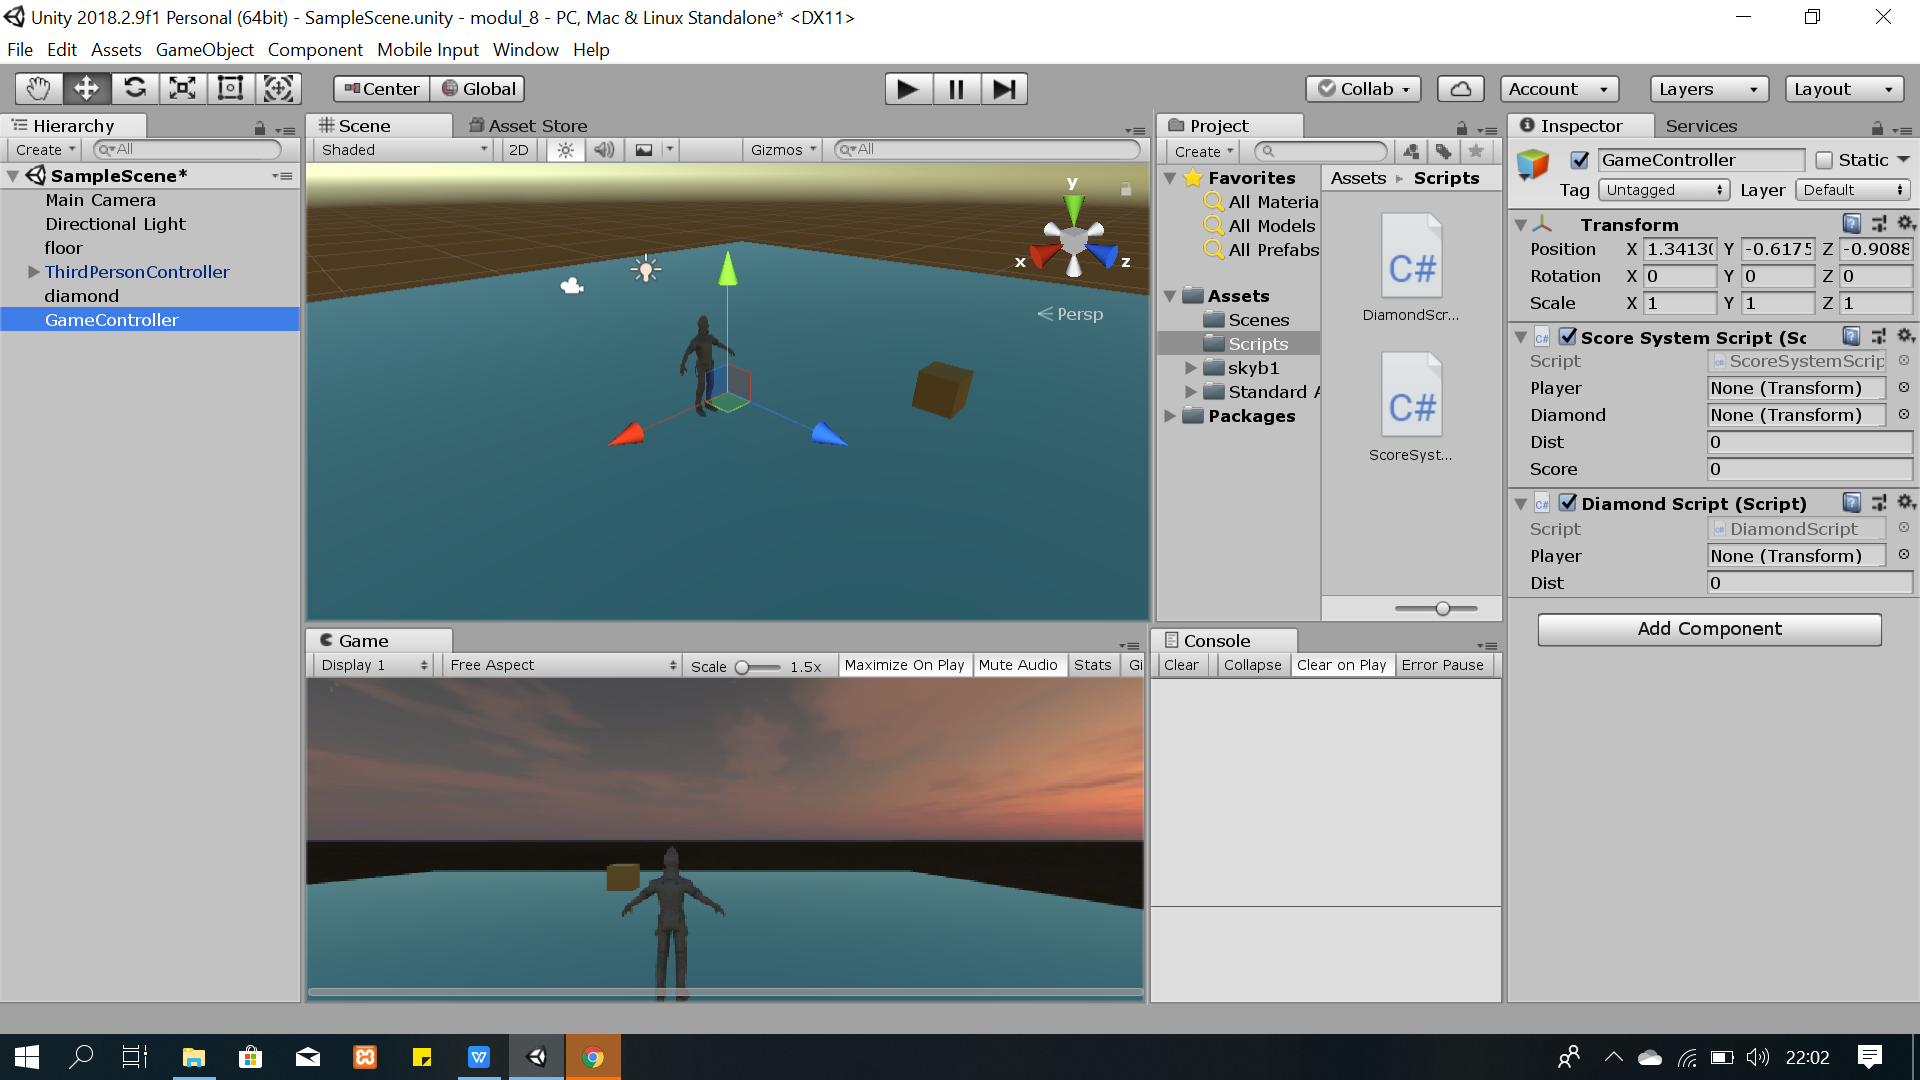 Unity 2018.2.9f1 Personal (64bit) - SampleScene.unity - modul_8 - PC, Mac & Linux Standalone* <DX11>
File Edit Assets GameObject Component Mobile Input Window Help
Center Global Collab Account Layers Layout
Hierarchy
Create All
SampleScene*
Main Camera
Directional Light
floor
ThirdPersonController
diamond
GameController
Scene Asset Store
Shaded 2D Gizmos All
y
x z
Persp
Game
Display 1 Free Aspect Scale 1.5x Maximize On Play Mute Audio Stats Gi
Project
Create
Favorites
All Materia
All Models
All Prefabs
Assets
Scenes
Scripts
skyb1
Standard A
Packages
Assets Scripts
C#
DiamondScr...
C#
ScoreSyst...
Console
Clear Collapse Clear on Play Error Pause
Inspector Services
GameController Static
Tag Untagged Layer Default
Transform
Position X 1.3413( Y -0.6175 Z -0.9088
Rotation X 0 Y 0 Z 0
Scale X 1 Y 1 Z 1
C# Score System Script (Sc
Script ScoreSystemScrip
Player None (Transform)
Diamond None (Transform)
Dist 0
Score 0
C# Diamond Script (Script)
Script DiamondScript
Player None (Transform)
Dist 0
Add Component
22:02